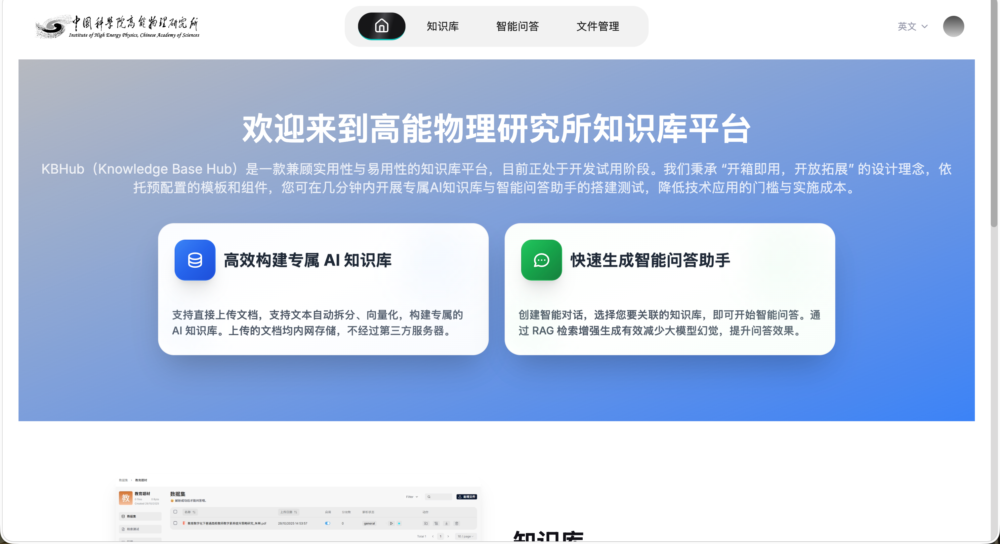 中國科學院高能物理研究所
Institute of High Energy Physics, Chinese Academy of Sciences
知识库
智能问答
文件管理
英文
欢迎来到高能物理研究所知识库平台
KBHub（Knowledge Base Hub）是一款兼顾实用性与易用性的知识库平台，目前正处于开发试用阶段。我们秉承 “开箱即用，开放拓展” 的设计理念，依
托预配置的模板和组件，您可在几分钟内开展专属AI知识库与智能问答助手的搭建测试，降低技术应用的门槛与实施成本。
高效构建专属 AI 知识库
支持直接上传文档，支持文本自动拆分、向量化，构建专属的
AI 知识库。上传的文档均内网存储，不经过第三方服务器。
快速生成智能问答助手
创建智能对话，选择您要关联的知识库，即可开始智能问答。通
过 RAG 检索增强生成有效减少大模型幻觉，提升问答效果。
数据集 > 教育题材
教
教育题材
0 files 0 Byte
Created 29/10/2025
数据集
检索测试
数据集
解析成功后才能问答哦。
Filter
新增文件
名称 上传日期 启用 分块数 解析状态 动作
教育数字化下普通高校教师数字素养提升策略研究_朱林.pdf 29/10/2025 14:53:57 0 general
Total 1 < 1 > 10 / page
知识库